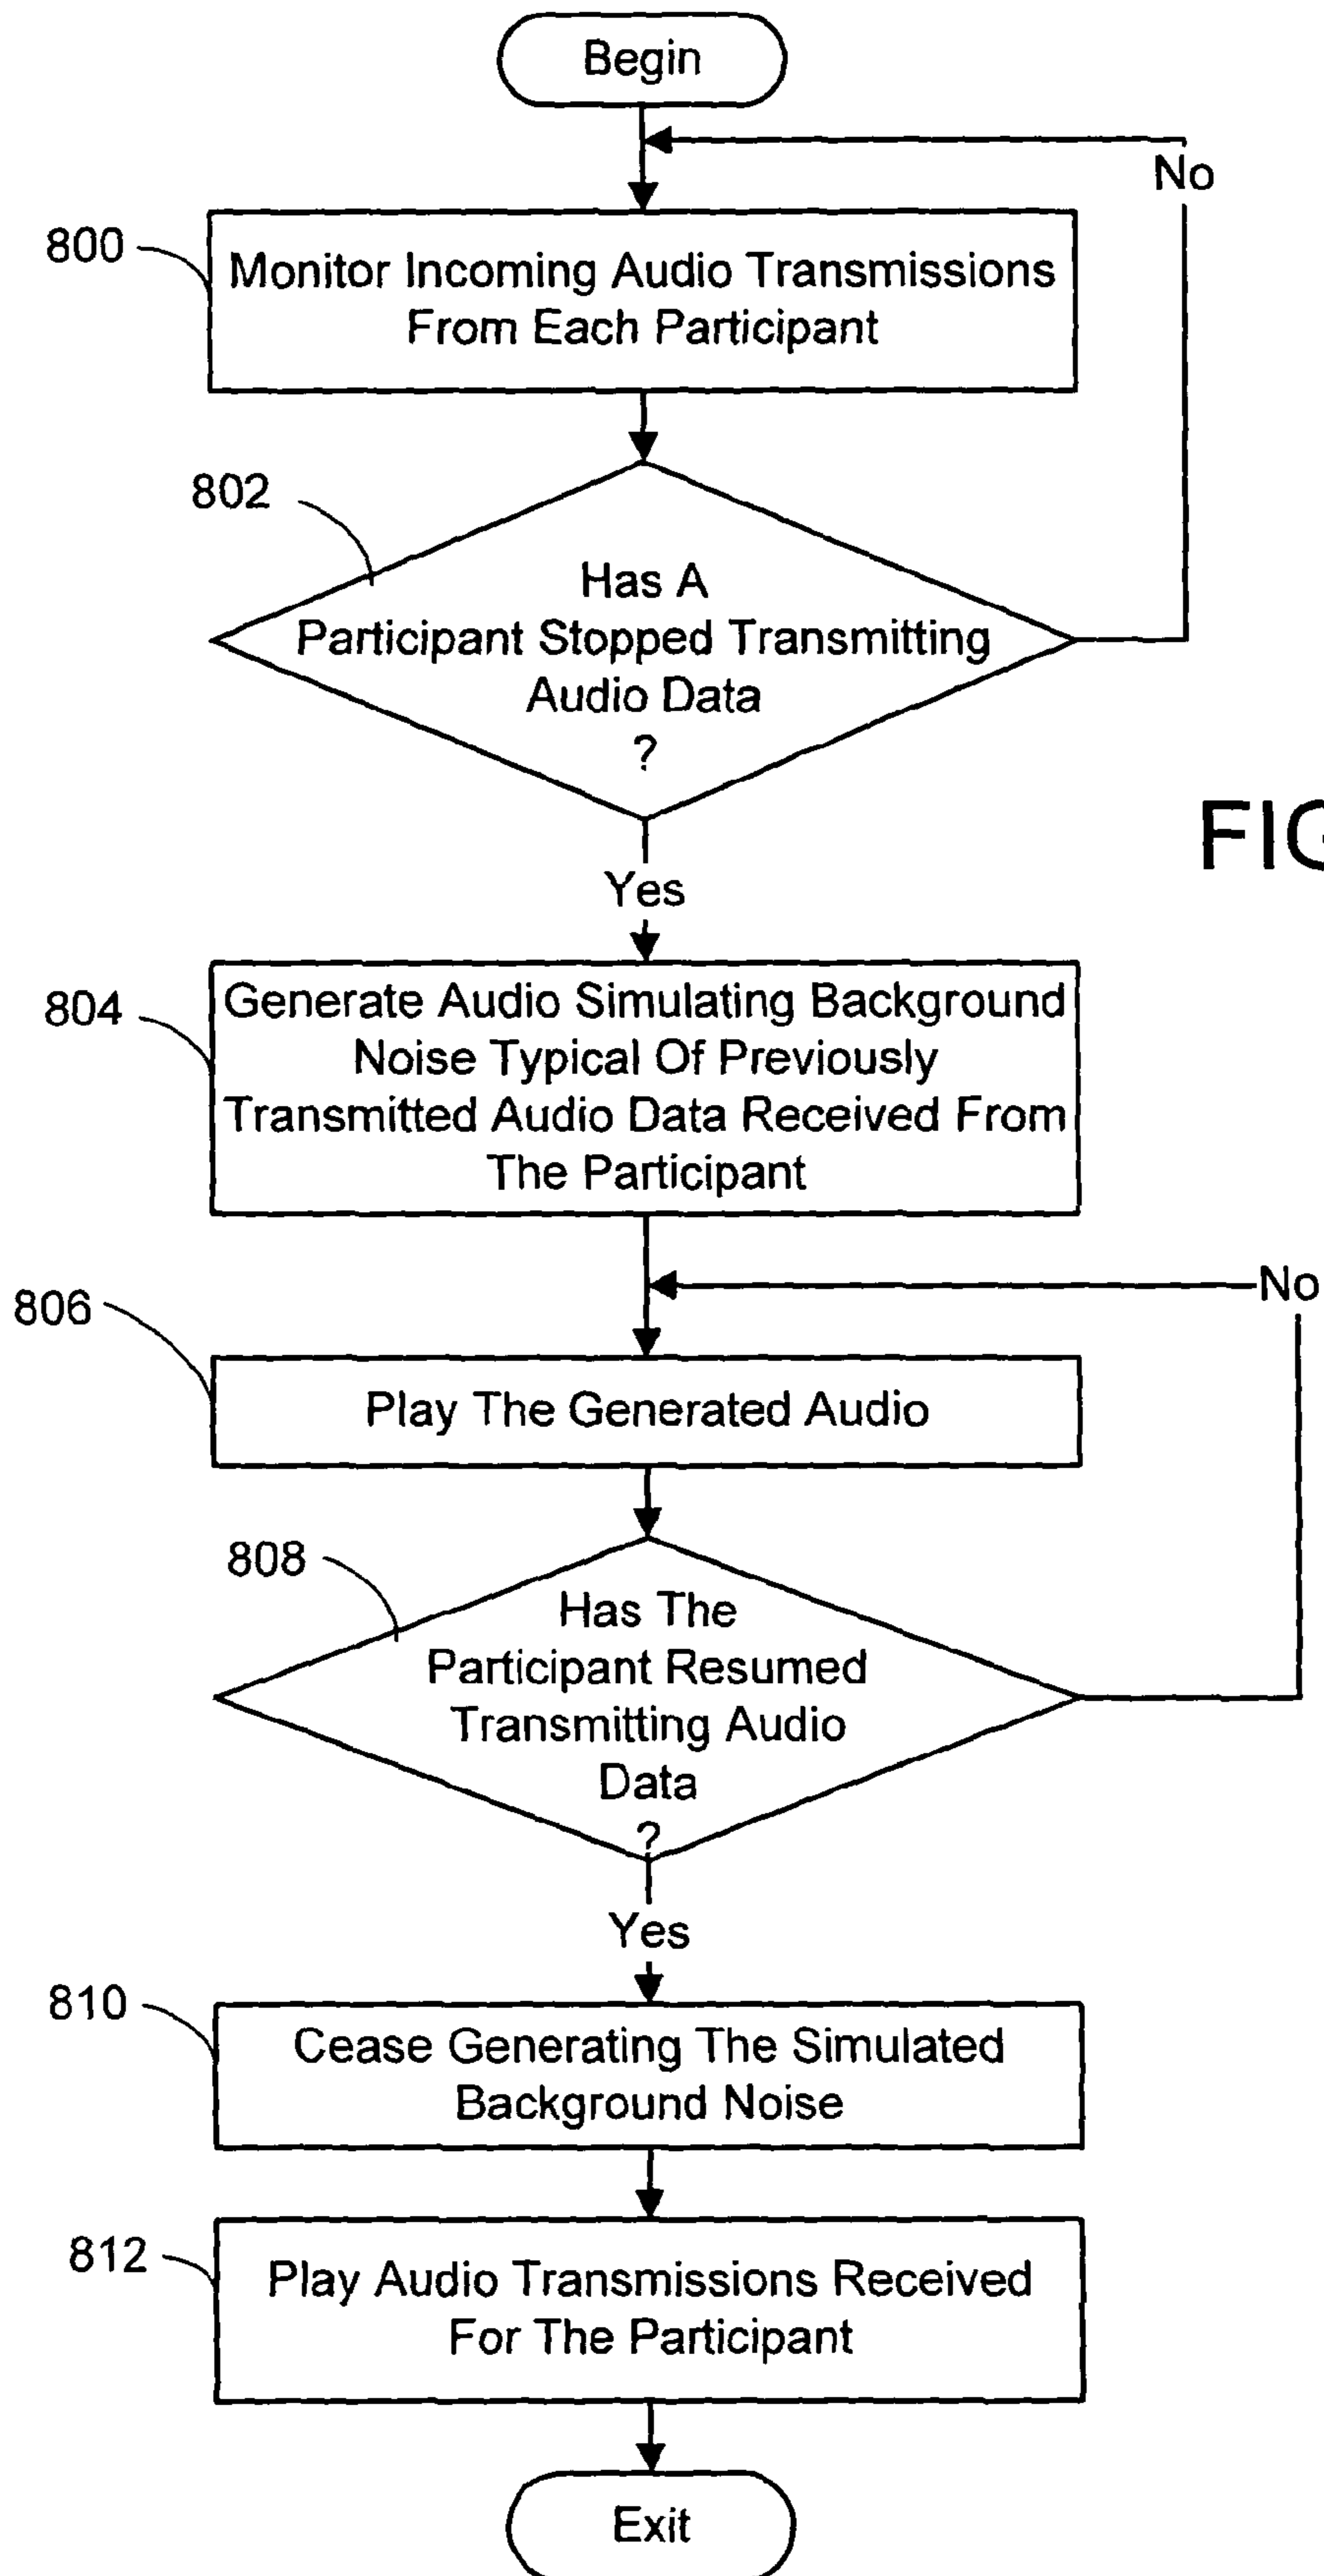 Begin
No
800
Monitor Incoming Audio Transmissions
From Each Participant
802
Has A
Participant Stopped Transmitting
Audio Data
?
FIG
Yes
804
Generate Audio Simulating Background
Noise Typical Of Previously
Transmitted Audio Data Received From
The Participant
No
806
Play The Generated Audio
808
Has The
Participant Resumed
Transmitting Audio
Data
?
Yes
810
Cease Generating The Simulated
Background Noise
812
Play Audio Transmissions Received
For The Participant
Exit